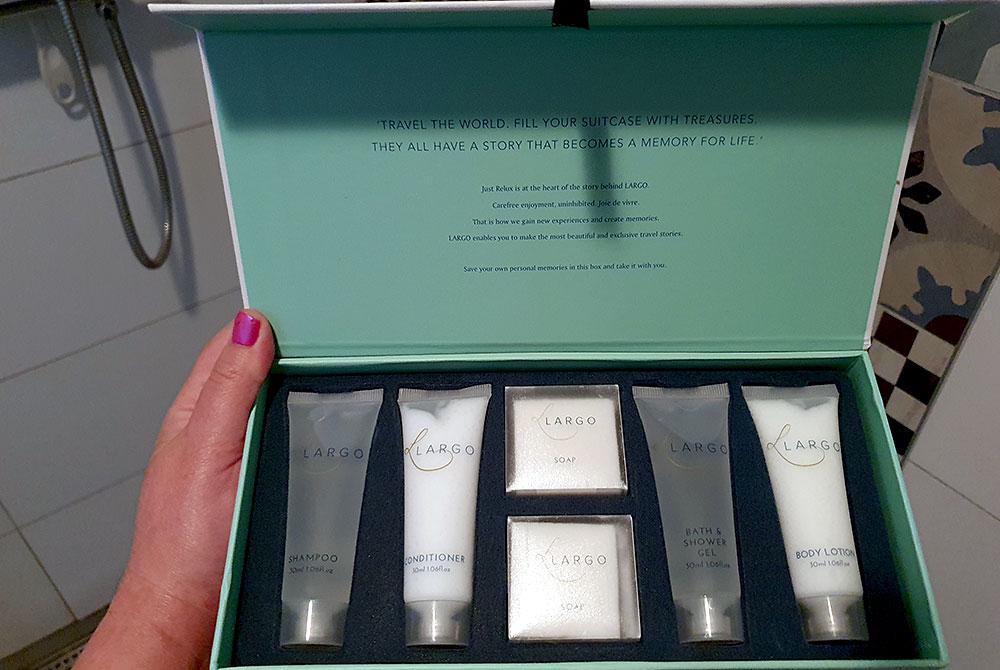 'TRAVEL THE WORLD. FILL YOUR SUITCASE WITH TREASURES.
THEY ALL HAVE A STORY THAT BECOMES A MEMORY FOR LIFE.'
Just Relux is at the heart of the story behind LARGO.
Carefree enjoyment, uninhibited. Joie de vivre.
That is how we gain new experiences and create memories.
LARGO enables you to make the most beautiful and exclusive travel stories.
Save your own personal memories in this box and take it with you.
LARGO
SHAMPOO
30ml 1.06fl.oz
LARGO
CONDITIONER
30ml 1.06fl.oz
LARGO
SOAP
LARGO
SOAP
LARGO
BATH &
SHOWER
GEL
30ml 1.06fl.oz
LARGO
BODY LOTION
30ml 1.06fl.oz